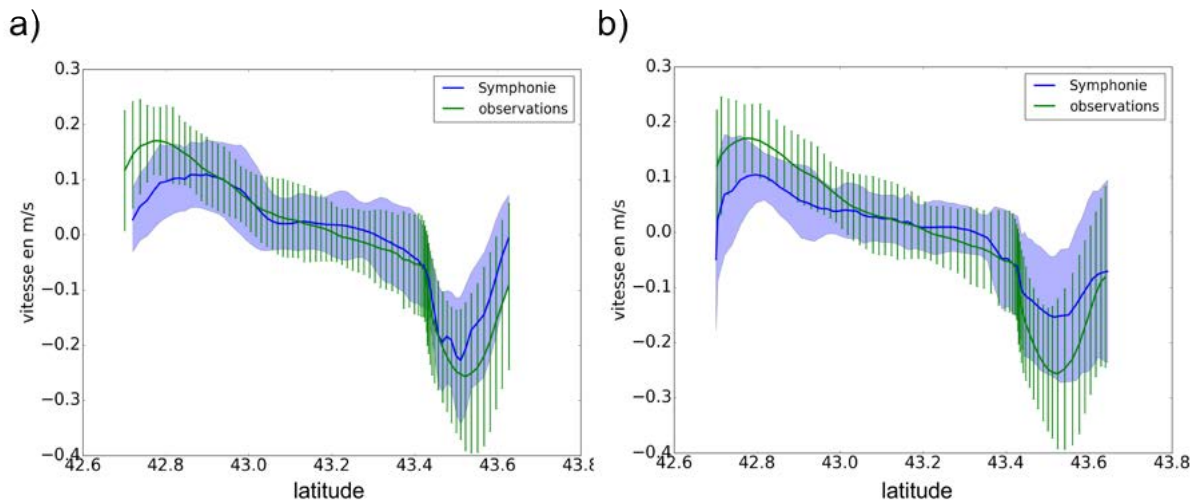 a)
0.3
0.2
0.1
0.0
−0.1
−0.2
−0.3
−0.4
vitesse en m/s
42.6 42.8 43.0 43.2 43.4 43.6 43.8
latitude
Symphonie
observations
b)
0.3
0.2
0.1
0.0
−0.1
−0.2
−0.3
−0.4
vitesse en m/s
42.6 42.8 43.0 43.2 43.4 43.6 43.8
latitude
Symphonie
observations